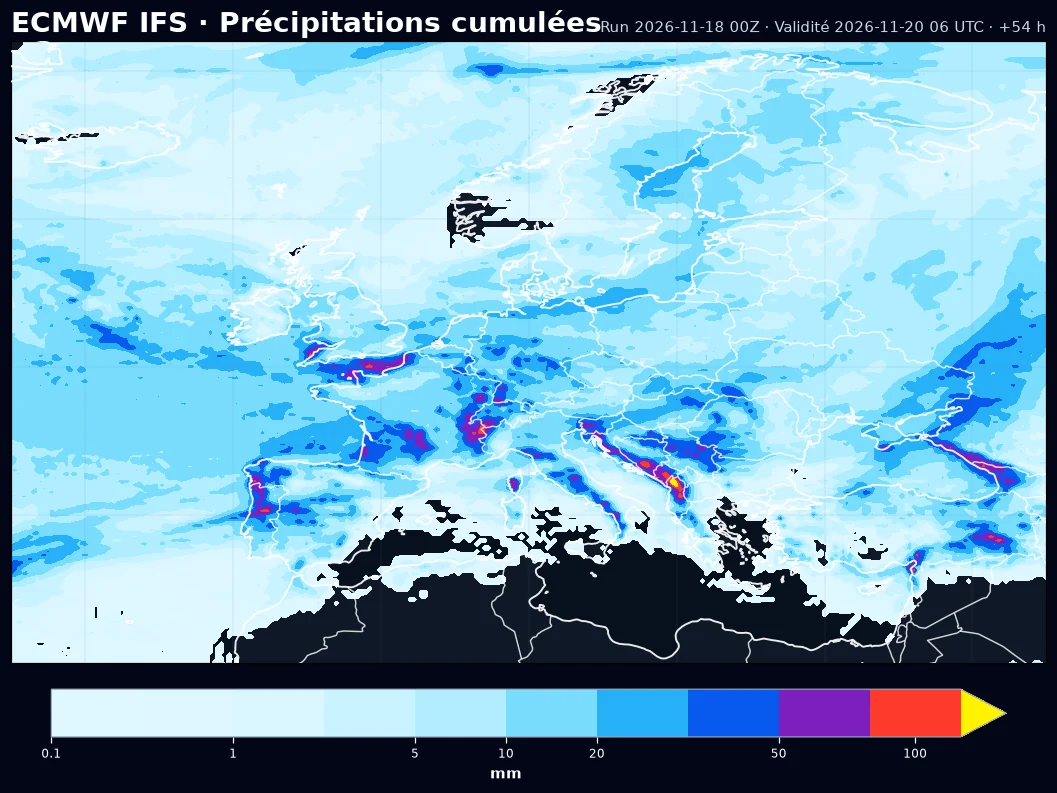 ECMWF IFS · Précipitations cumulées
Run 2026-11-18 00Z · Validité 2026-11-20 06 UTC · +54 h
0.1 1 5 10 20 50 100
mm